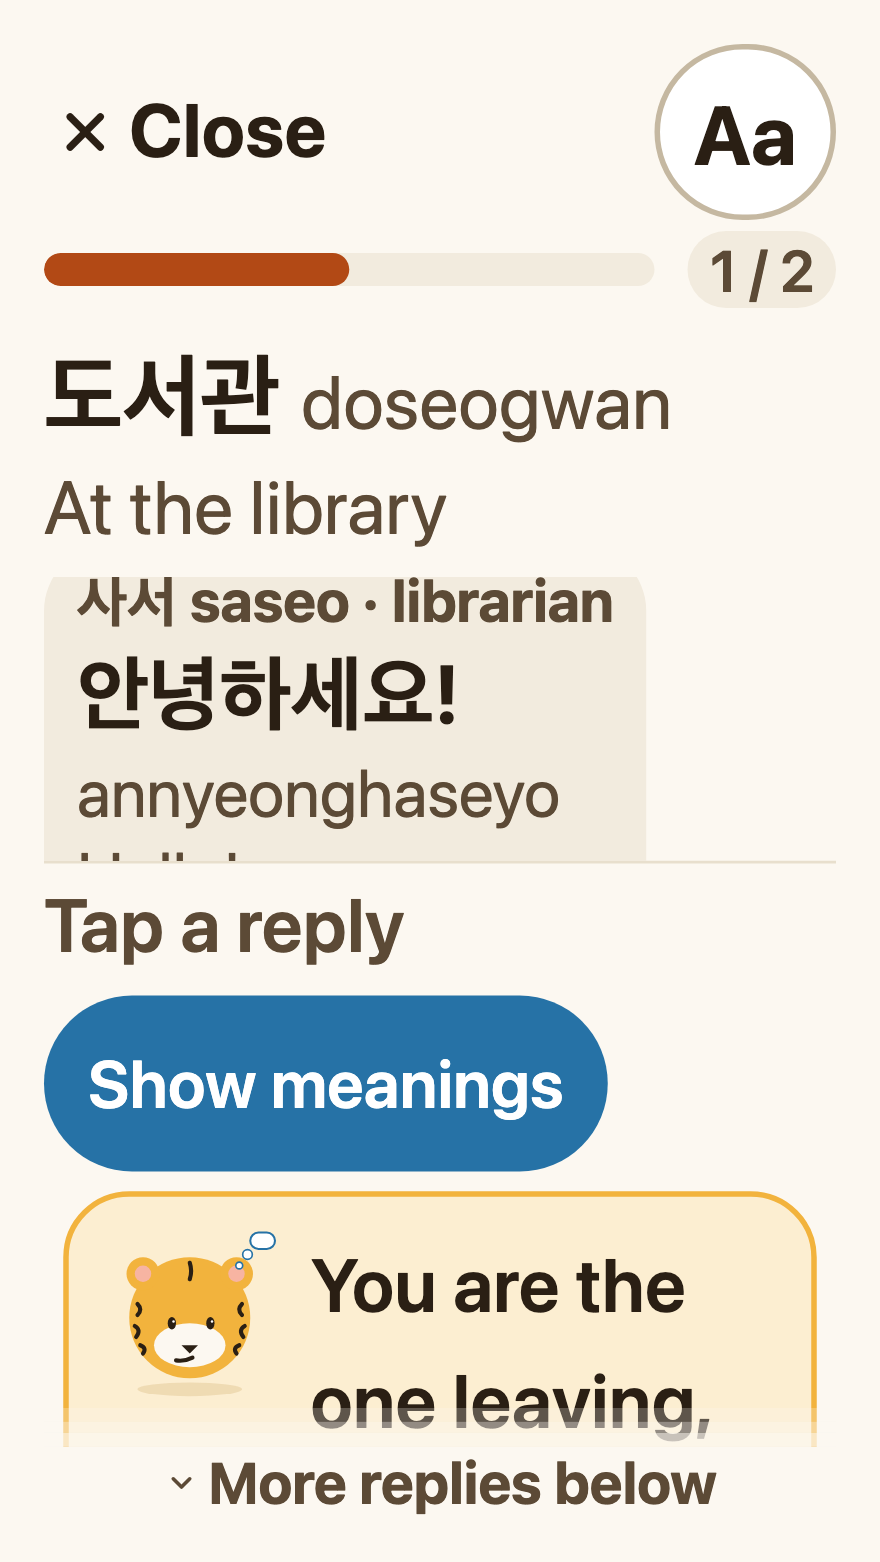 × Close
Aa
1 / 2
도서관 doseogwan
At the library
사서 saseo · librarian
안녕하세요!
annyeonghaseyo
Tap a reply
Show meanings
You are the
one leaving,
More replies below